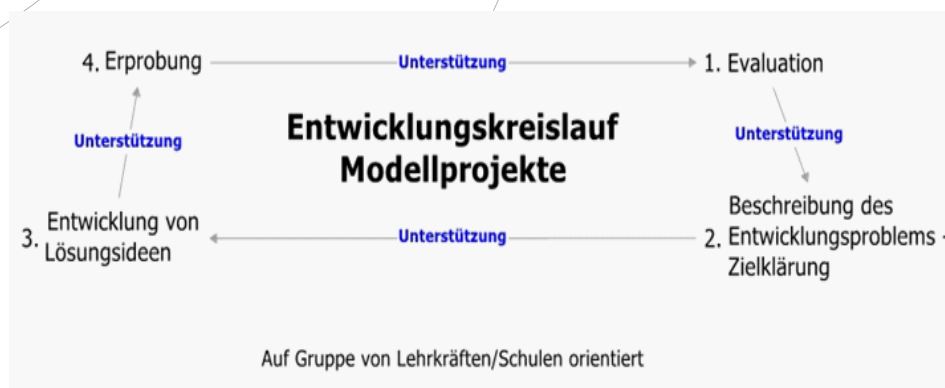 4. Erprobung
Unterstützung
1. Evaluation
Entwicklungskreislauf
Modellprojekte
Unterstützung
Unterstützung
3. Entwicklung von
Lösungsideen
Unterstützung
2. Beschreibung des
Entwicklungsproblems -
Zielklärung
Auf Gruppe von Lehrkräften/Schulen orientiert